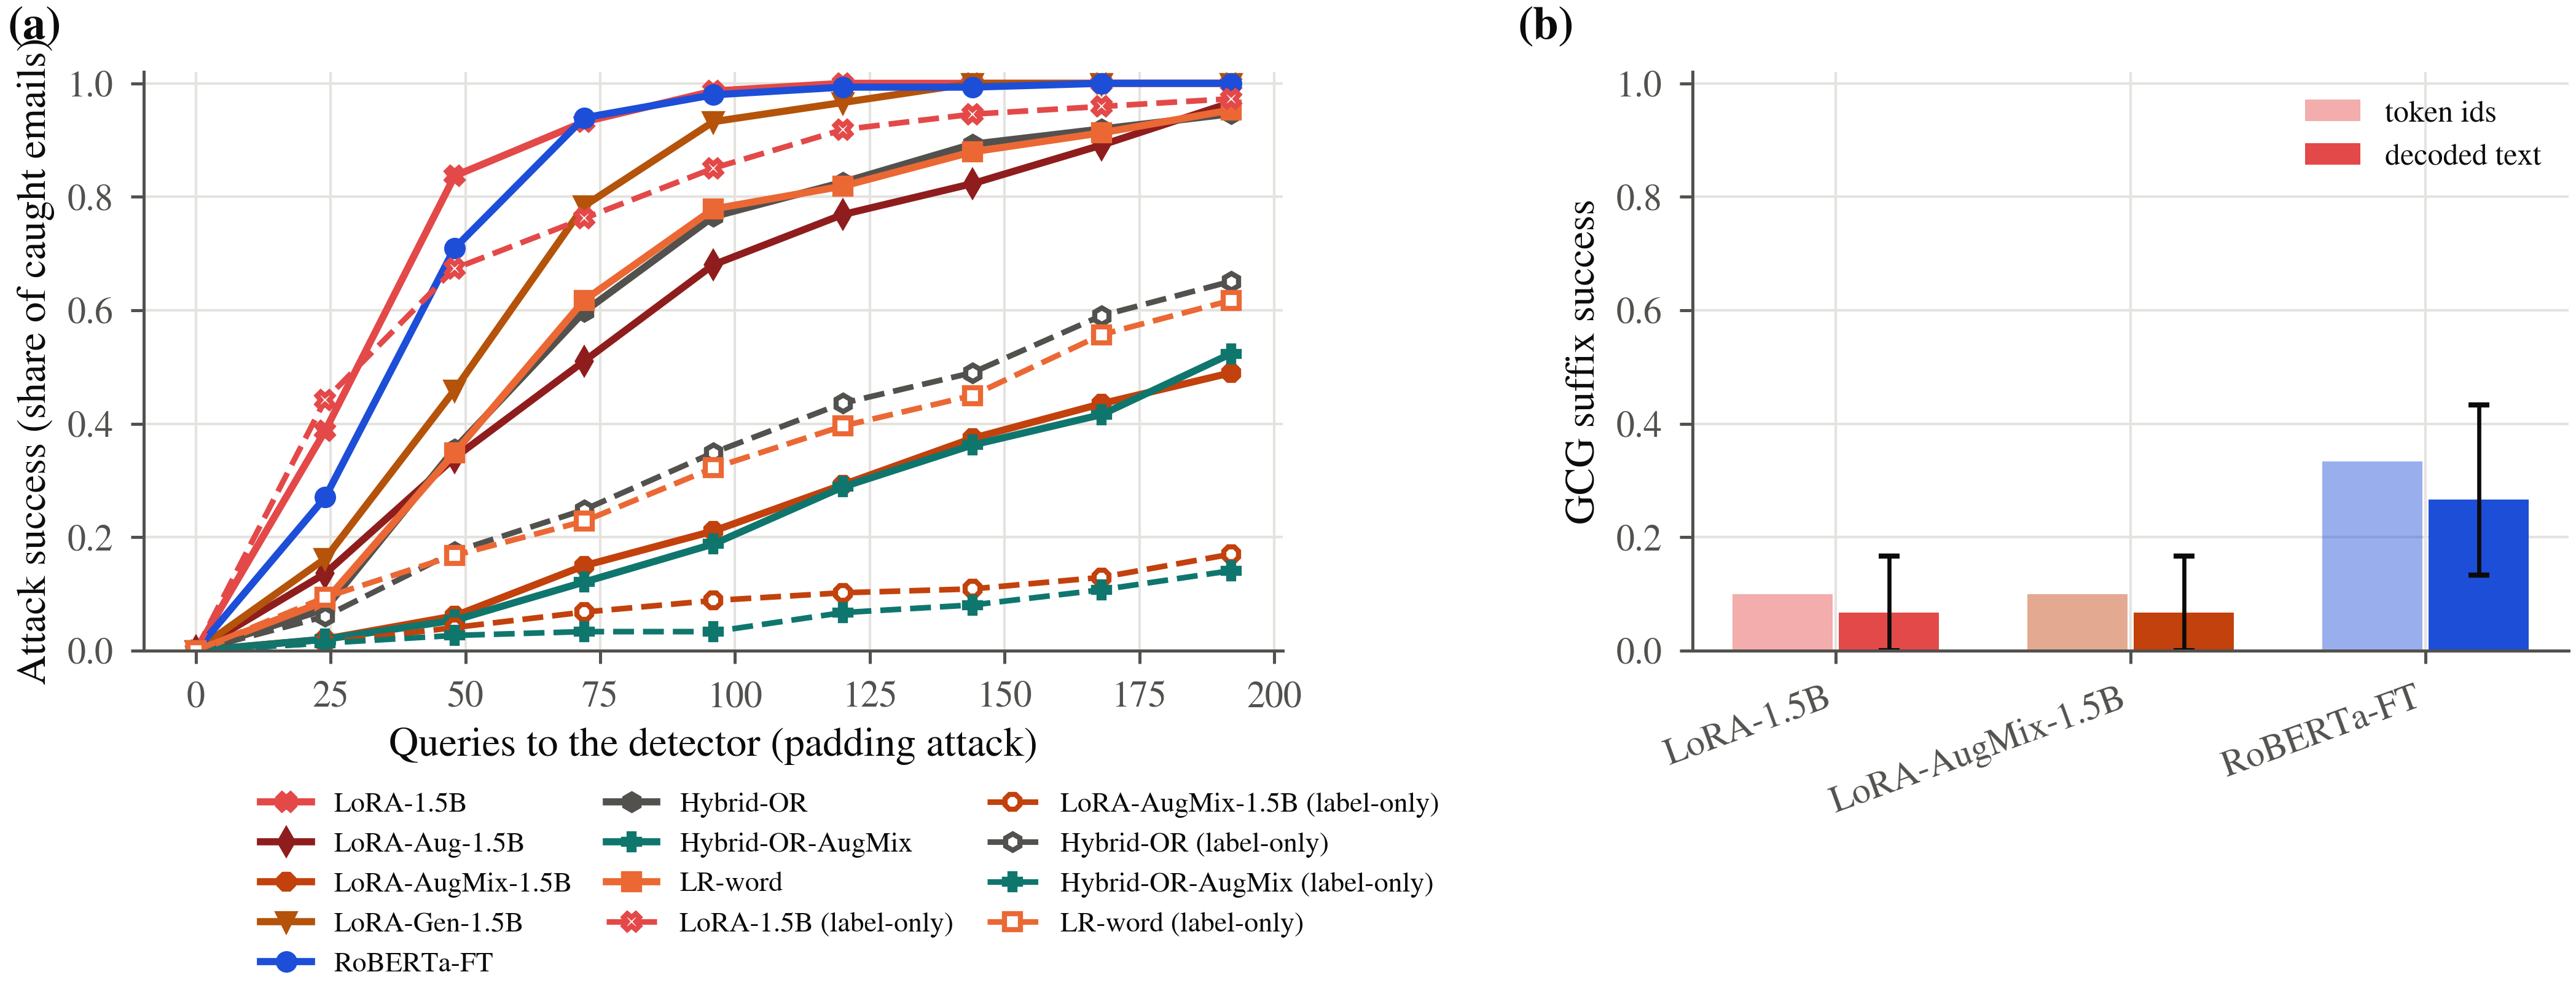 (a)
Attack success (share of caught emails)
1.0
0.8
0.6
0.4
0.2
0.0
0 25 50 75 100 125 150 175 200
Queries to the detector (padding attack)
LoRA-1.5B
LoRA-Aug-1.5B
LoRA-AugMix-1.5B
LoRA-Gen-1.5B
RoBERTa-FT
Hybrid-OR
Hybrid-OR-AugMix
LR-word
LoRA-1.5B (label-only)
LoRA-AugMix-1.5B (label-only)
Hybrid-OR (label-only)
Hybrid-OR-AugMix (label-only)
LR-word (label-only)
(b)
GCG suffix success
1.0
0.8
0.6
0.4
0.2
0.0
token ids
decoded text
LoRA-1.5B
LoRA-AugMix-1.5B
RoBERTa-FT